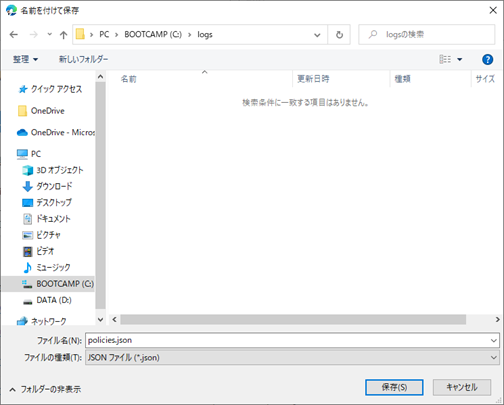 名前を付けて保存
PC > BOOTCAMP (C:) > logs
logsの検索
整理
新しいフォルダー
名前
更新日時
種類
サイズ
検索条件に一致する項目はありません。
クイック アクセス
OneDrive
OneDrive - Micros
PC
3D オブジェクト
ダウンロード
デスクトップ
ドキュメント
ピクチャ
ビデオ
ミュージック
BOOTCAMP (C:)
DATA (D:)
ネットワーク
ファイル名(N): policies.json
ファイルの種類(T): JSON ファイル (*.json)
フォルダーの非表示
保存(S)
キャンセル